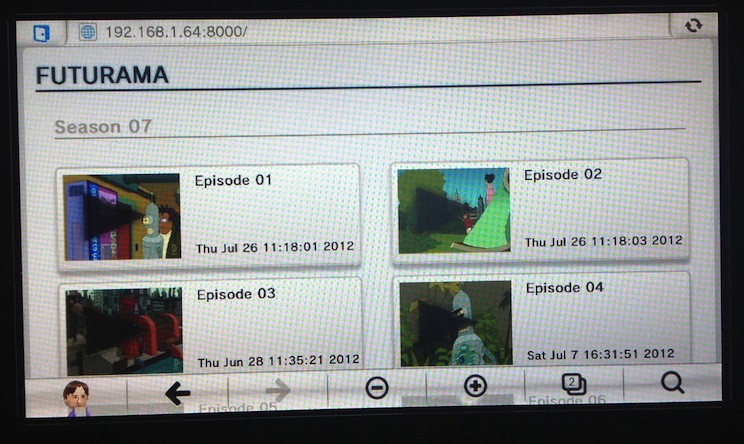 192.168.1.64:8000/
FUTURAMA
Season 07
Episode 01
Thu Jul 26 11:18:01 2012
Episode 02
Thu Jul 26 11:18:03 2012
Episode 03
Thu Jun 28 11:35:21 2012
Episode 04
Sat Jul 7 16:31:51 2012
2
Episode 05
Episode 06